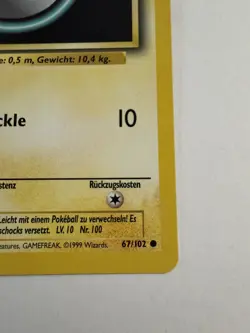 e: 0,5 m, Gewicht: 10,4 kg.
ckle 10
stenz Rückzugskosten
Leicht mit einem Pokéball zu verwechseln! Es
schocks versetzt. LV. 10 Nr. 100
eatures, GAMEFREAK. ©1999 Wizards. 67/102